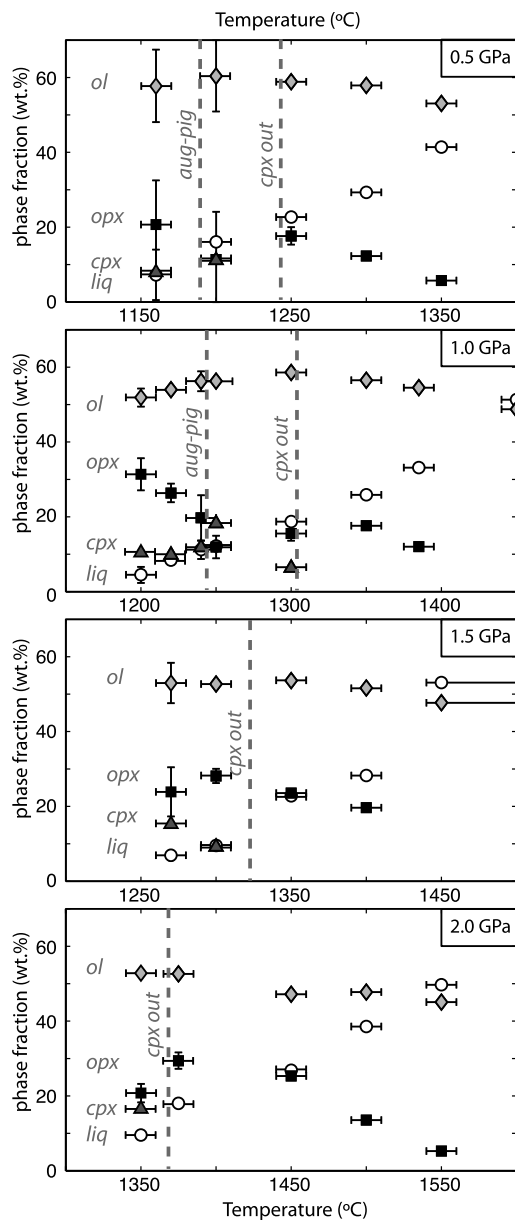 Temperature (ºC)
0.5 GPa
phase fraction (wt.%)
60
40
20
0
ol
opx
cpx
liq
aug-pig
cpx out
1150
1250
1350
1.0 GPa
phase fraction (wt.%)
60
40
20
0
ol
opx
cpx
liq
aug-pig
cpx out
1200
1300
1400
1.5 GPa
phase fraction (wt.%)
60
40
20
0
ol
opx
cpx
liq
cpx out
1250
1350
1450
2.0 GPa
phase fraction (wt.%)
60
40
20
0
ol
opx
cpx
liq
cpx out
1350
1450
1550
Temperature (ºC)